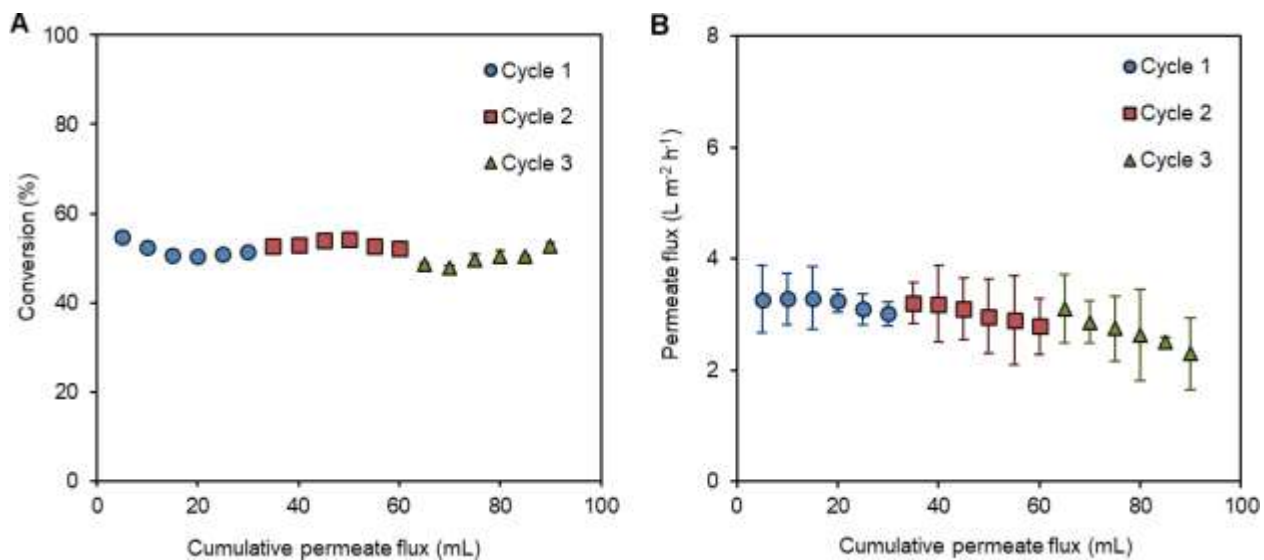 A
100
80
60
40
20
0
Conversion (%)
Cycle 1
Cycle 2
Cycle 3
0 20 40 60 80 100
Cumulative permeate flux (mL)
B
8
6
4
2
0
Permeate flux (L m⁻² h⁻¹)
Cycle 1
Cycle 2
Cycle 3
0 20 40 60 80 100
Cumulative permeate flux (mL)